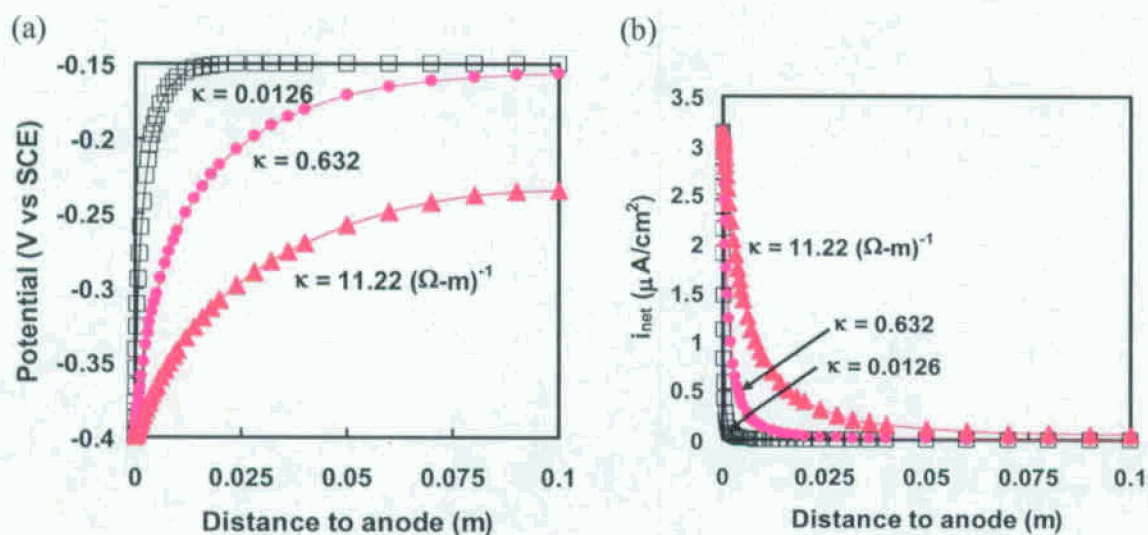 (a)
-0.15
-0.2
-0.25
-0.3
-0.35
-0.4
Potential (V vs SCE)
κ = 0.0126
κ = 0.632
κ = 11.22 (Ω-m)⁻¹
0
0.025
0.05
0.075
0.1
Distance to anode (m)
(b)
3.5
3
2.5
2
1.5
1
0.5
0
i_net (μ A/cm²)
κ = 11.22 (Ω-m)⁻¹
κ = 0.632
κ = 0.0126
0
0.025
0.05
0.075
0.1
Distance to anode (m)